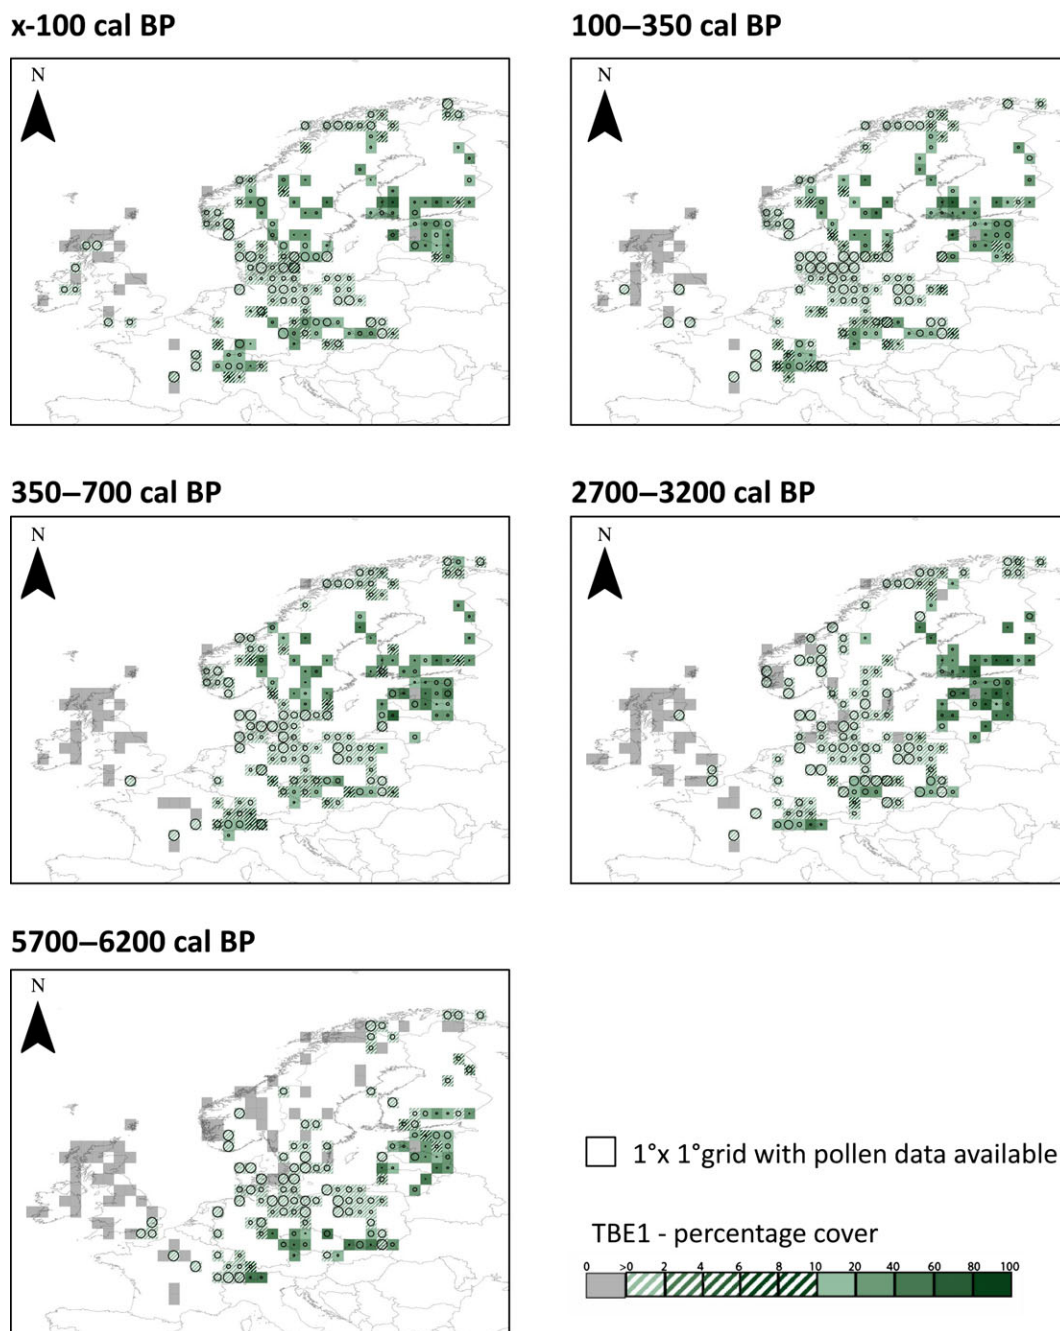 x-100 cal BP
100–350 cal BP
N
N
350–700 cal BP
2700–3200 cal BP
N
N
5700–6200 cal BP
N
1°x 1°grid with pollen data available
TBE1 - percentage cover
0 >0 2 4 6 8 10 20 40 60 80 100